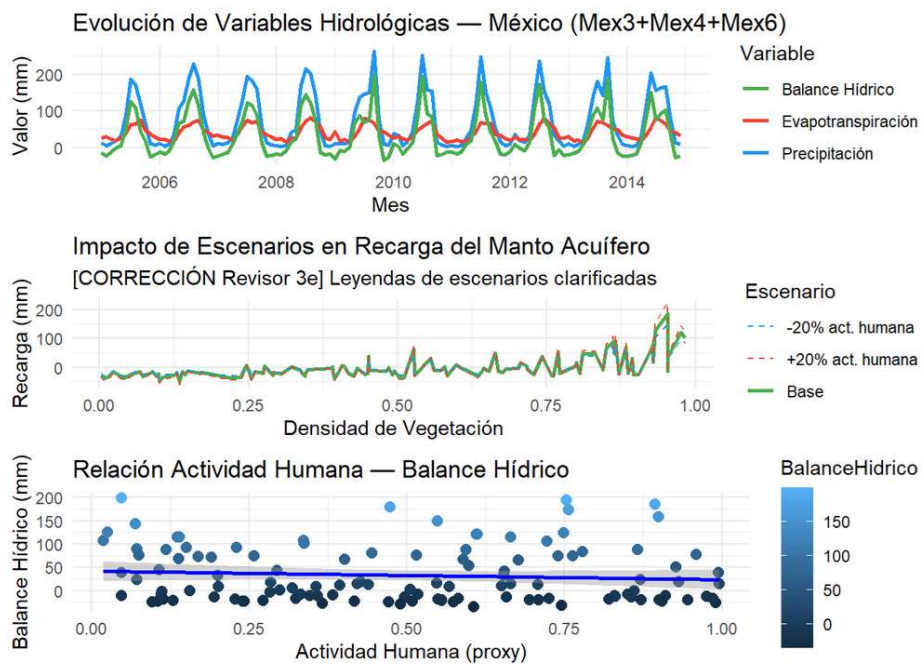 Evolución de Variables Hidrológicas — México (Mex3+Mex4+Mex6)
Valor (mm)
200
100
0
2006
2008
2010
2012
2014
Mes
Variable
Balance Hídrico
Evapotranspiración
Precipitación
Impacto de Escenarios en Recarga del Manto Acuífero
[CORRECCIÓN Revisor 3e] Leyendas de escenarios clarificadas
Recarga (mm)
200
100
0
0.00
0.25
0.50
0.75
1.00
Densidad de Vegetación
Escenario
-20% act. humana
+20% act. humana
Base
Relación Actividad Humana — Balance Hídrico
Balance Hídrico (mm)
200
150
100
50
0
0.00
0.25
0.50
0.75
1.00
Actividad Humana (proxy)
BalanceHidrico
150
100
50
0